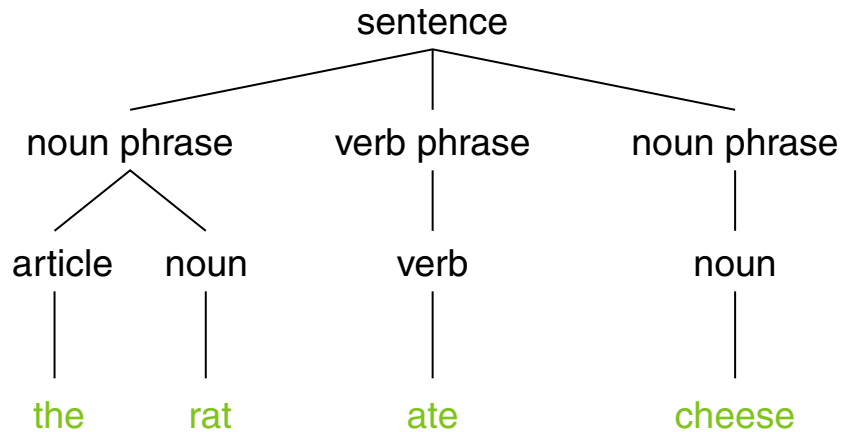 sentence
noun phrase verb phrase noun phrase
article noun verb noun
the rat ate cheese